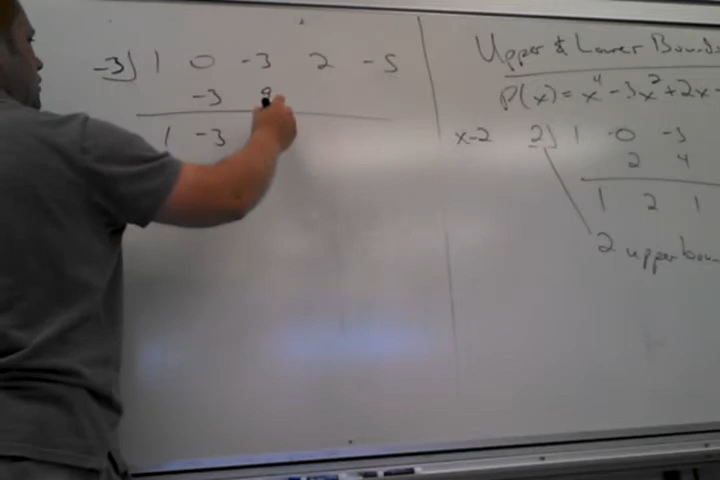 -3) 1 0 -3 2 -5
-3 9
1 -3
Upper & Lower Bounds
P(x) = x⁴ - 3x² + 2x -
x-2 2) 1 0 -3
2 4
1 2 1
2 upper boun